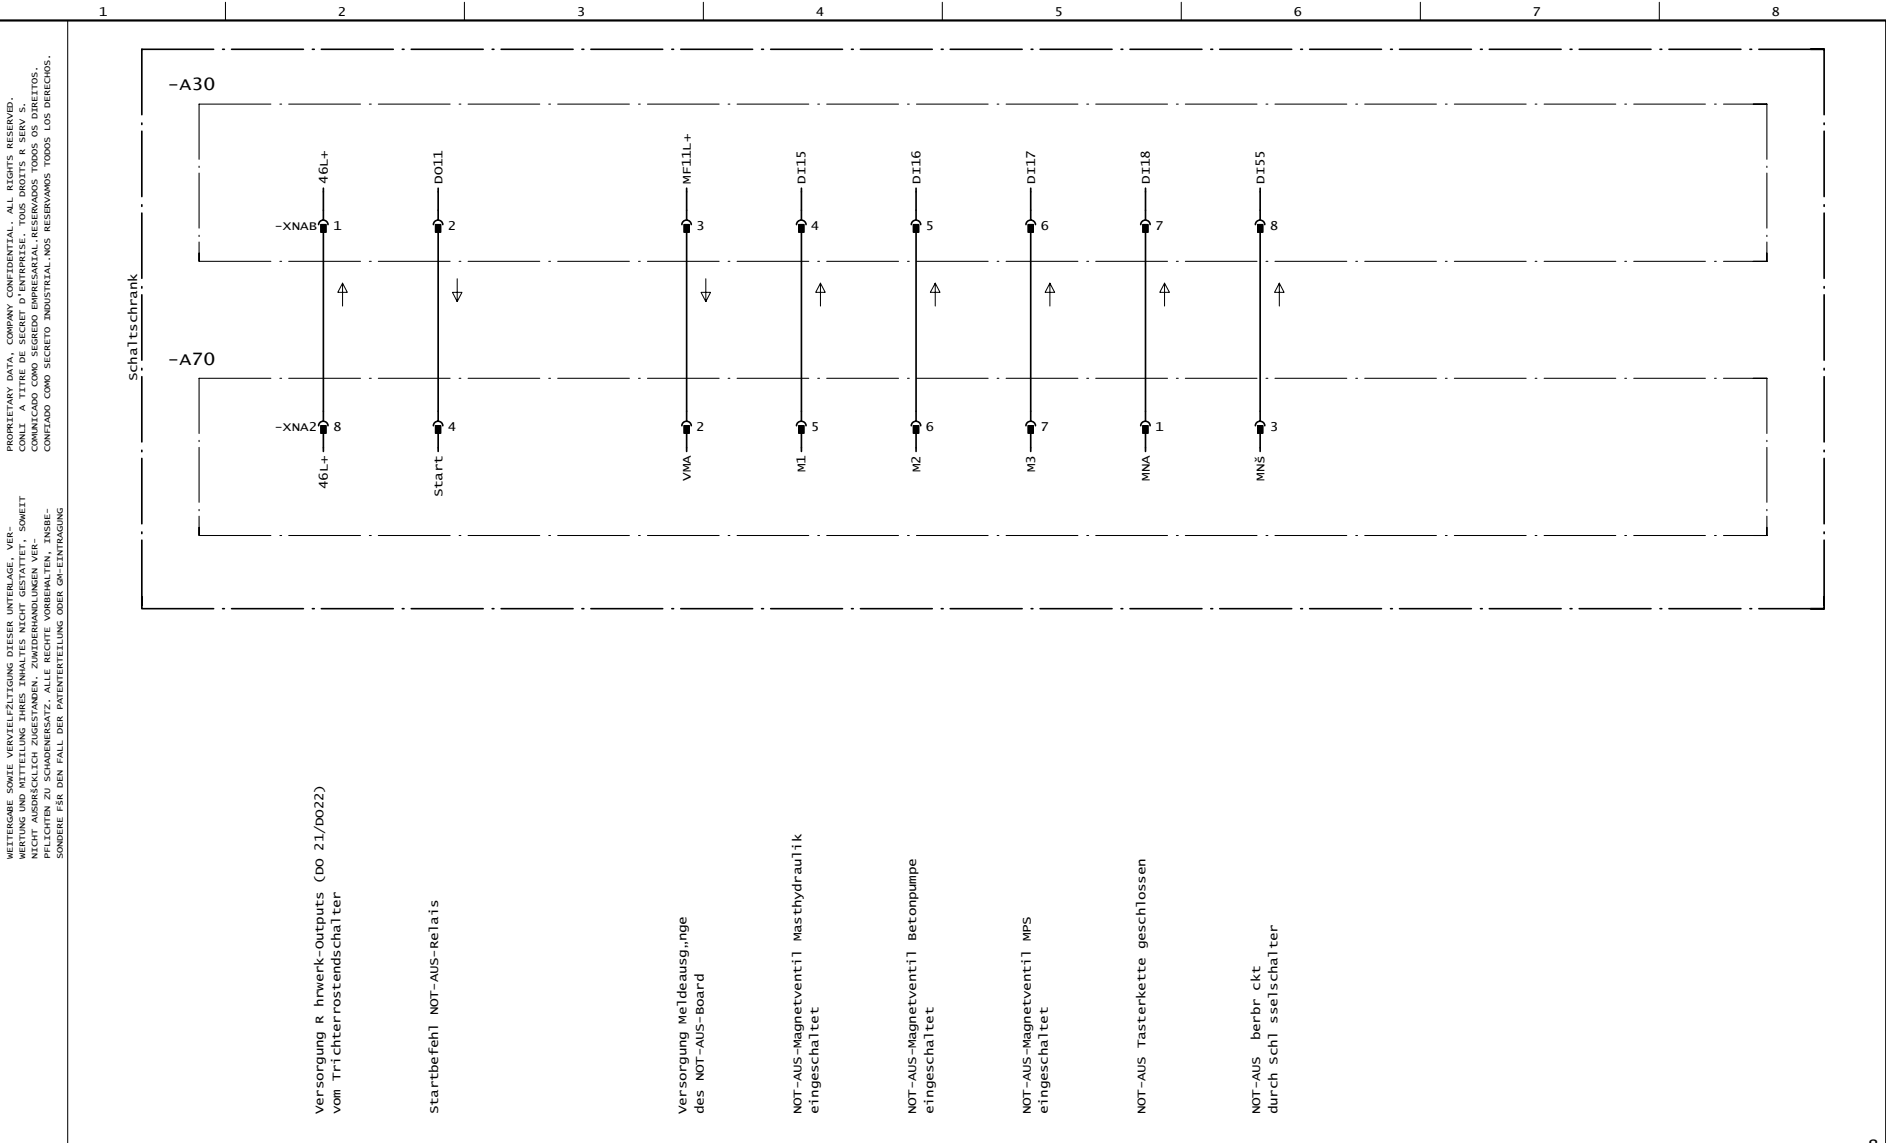 1 2 3 4 5 6 7 8
-A30
46L+
DO11
MF11L+
DI15
DI16
DI17
DI18
DI55
-XNAB 1 2 3 4 5 6 7 8
Schaltschrank
-A70
-XNA2 8 4 2 5 6 7 1 3
46L+
Start
VMA
M1
M2
M3
MNA
MNš
Versorgung R hrwerk-Outputs (DO 21/DO22)
vom Trichterrostendschalter
Startbefehl NOT-AUS-Relais
Versorgung Meldeausg„nge
des NOT-AUS-Board
NOT-AUS-Magnetventil Masthydraulik
eingeschaltet
NOT-AUS-Magnetventil Betonpumpe
eingeschaltet
NOT-AUS-Magnetventil MPS
eingeschaltet
NOT-AUS Tasterkette geschlossen
NOT-AUS berbr ckt
durch Schl sselschalter
PROPRIETARY DATA, COMPANY CONFIDENTIAL. ALL RIGHTS RESERVED.
CONLI A TITRE DE SECRET D'ENTRPRISE. TOUS DROITS R SERV S.
COMUNICADO COMO SEGREDO EMPRESARIAL.RESERVADOS TODOS OS DIREITOS.
CONFIADO COMO SECRETO INDUSTRIAL.NOS RESERVAMOS TODOS LOS DERECHOS.
WEITERGABE SOWIE VERVIELFŽLTIGUNG DIESER UNTERLAGE, VER-
WERTUNG UND MITTEILUNG IHRES INHALTES NICHT GESTATTET, SOWEIT
NICHT AUSDRŠCKLICH ZUGESTANDEN. ZUWIDERHANDLUNGEN VER-
PFLICHTEN ZU SCHADENERSATZ. ALLE RECHTE VORBEHALTEN, INSBE-
SONDERE FŠR DEN FALL DER PATENTERTEILUNG ODER GM-EINTRAGUNG